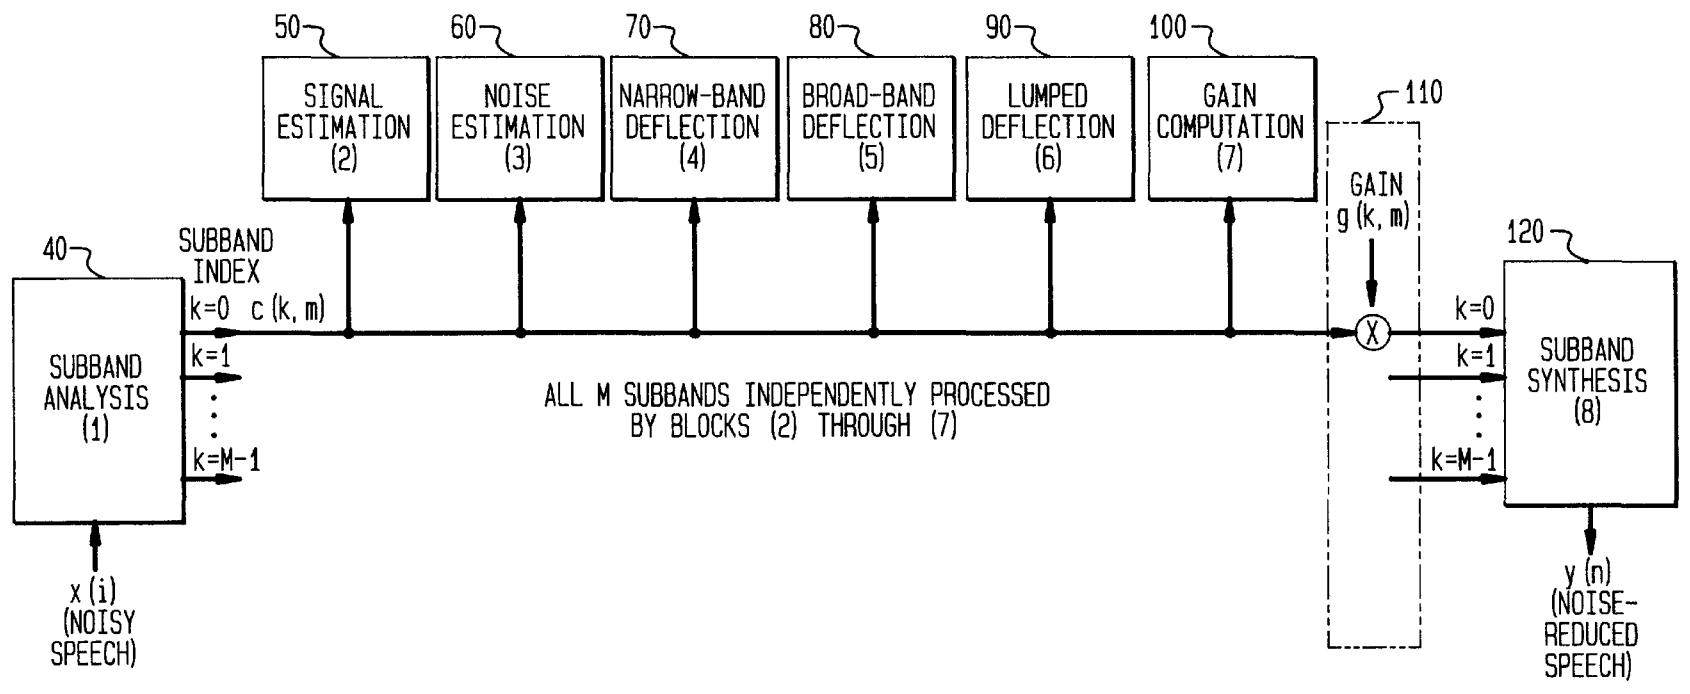 50
60
70
80
90
100
SIGNAL
ESTIMATION
(2)
NOISE
ESTIMATION
(3)
NARROW-BAND
DEFLECTION
(4)
BROAD-BAND
DEFLECTION
(5)
LUMPED
DEFLECTION
(6)
GAIN
COMPUTATION
(7)
110
GAIN
g(k,m)
40
SUBBAND
INDEX
k=0 c(k,m)
k=1
k=M-1
SUBBAND
ANALYSIS
(1)
x(i)
(NOISY
SPEECH)
ALL M SUBBANDS INDEPENDENTLY PROCESSED
BY BLOCKS (2) THROUGH (7)
X
120
k=0
k=1
k=M-1
SUBBAND
SYNTHESIS
(8)
y(n)
(NOISE-
REDUCED
SPEECH)